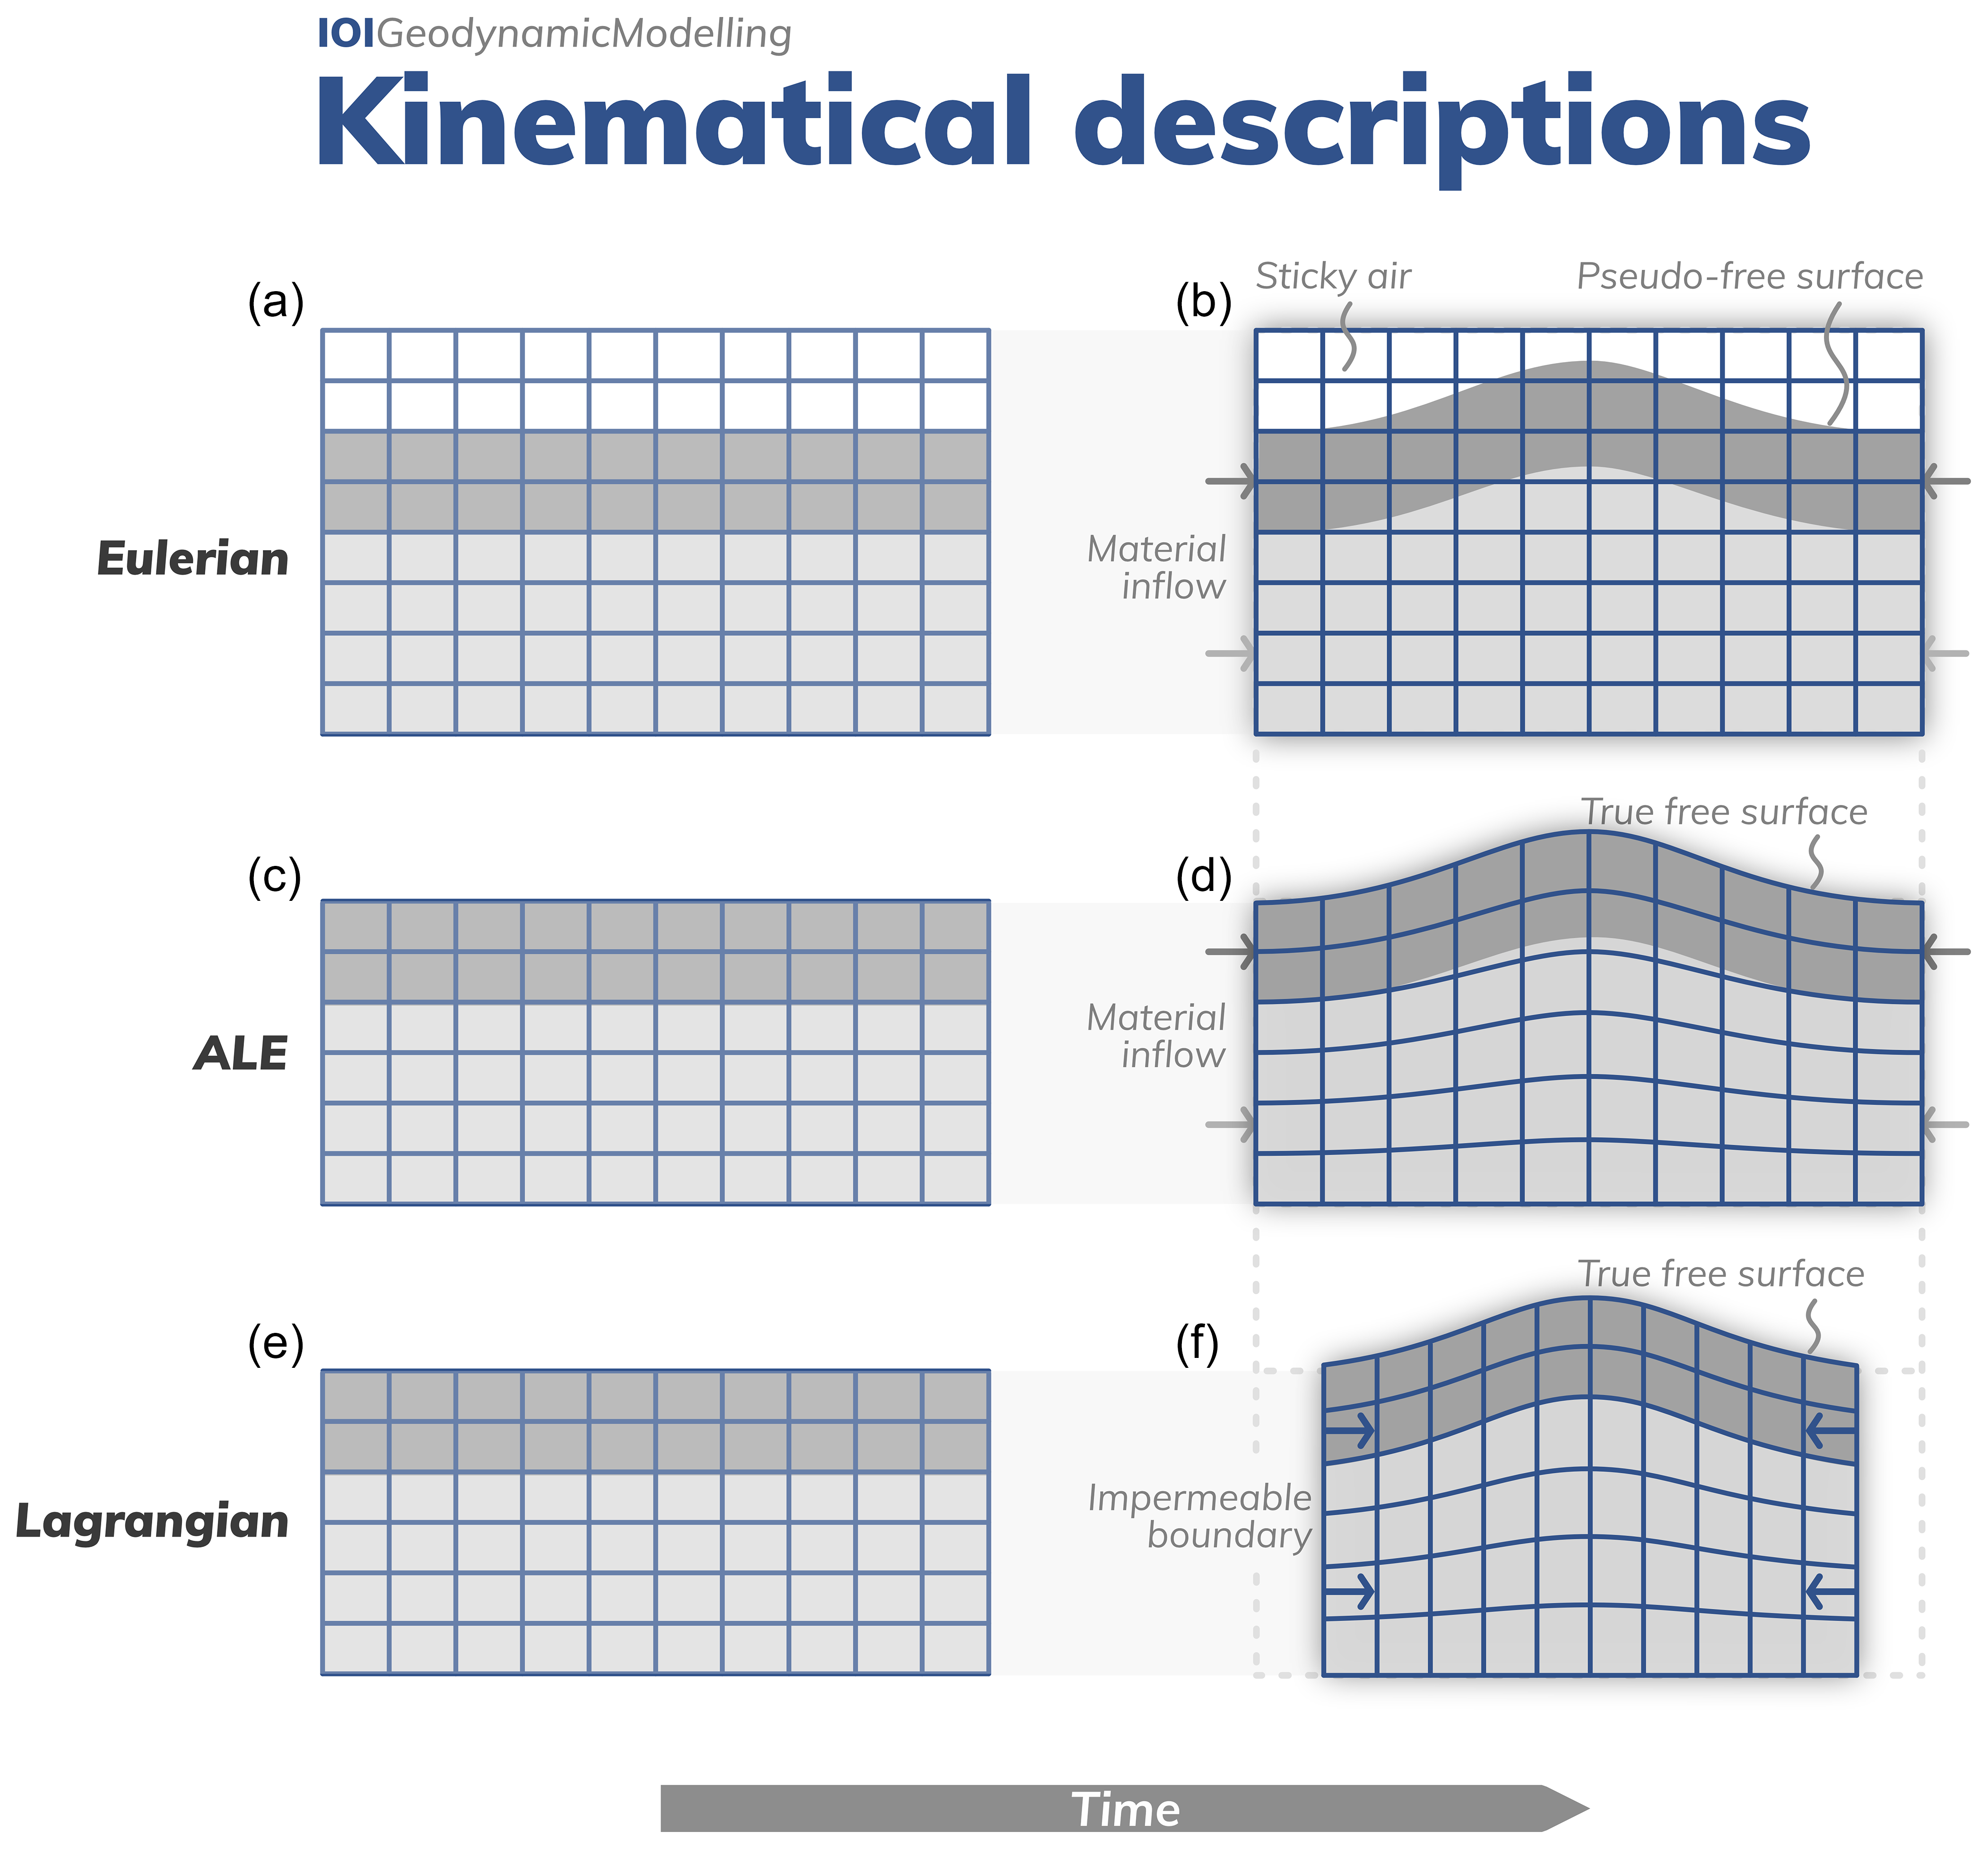 IOIGeodynamicModelling
Kinematical descriptions
(a)
(b)
Sticky air
Pseudo-free surface
Eulerian
Material
inflow
(c)
(d)
True free surface
ALE
Material
inflow
(e)
(f)
True free surface
Lagrangian
Impermeable
boundary
Time